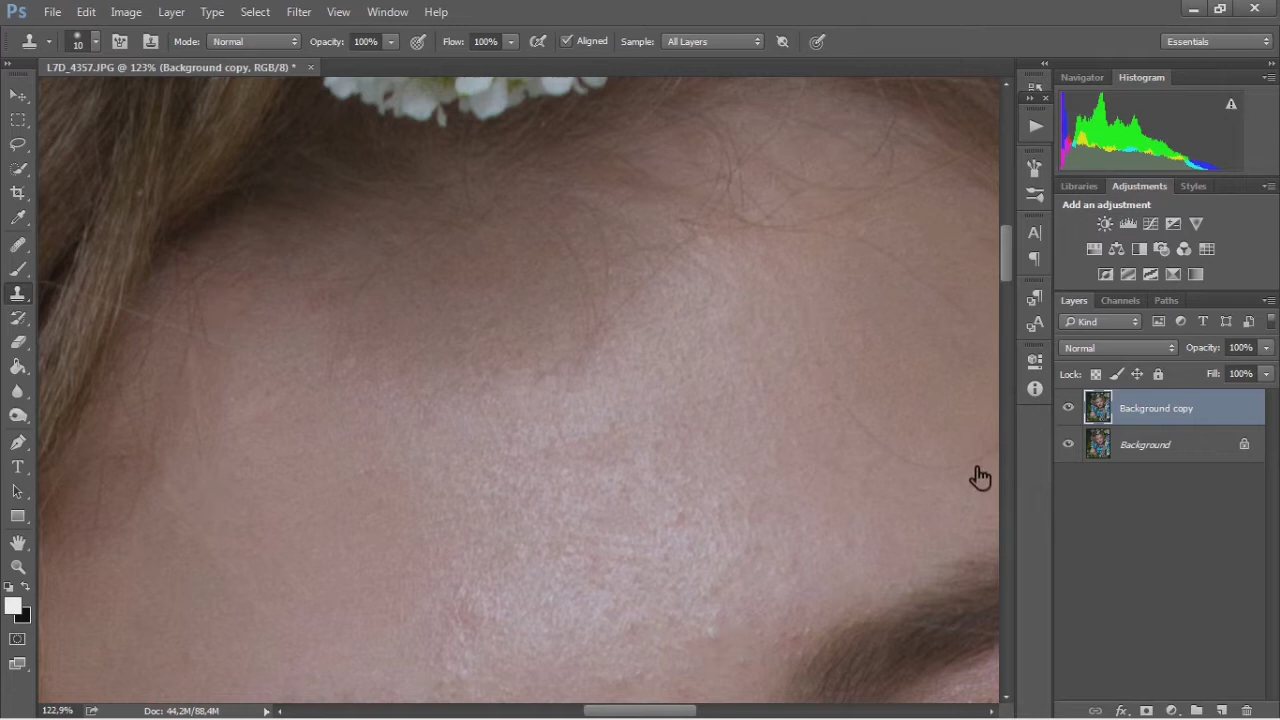 Ps File Edit Image Layer Type Select Filter View Window Help
10 Mode: Normal Opacity: 100% Flow: 100% Aligned Sample: All Layers Essentials
L7D_4357.JPG @ 123% (Background copy, RGB/8) * ×
Navigator Histogram
Libraries Adjustments Styles
Add an adjustment
Layers Channels Paths
Kind
Normal Opacity: 100%
Lock: Fill: 100%
Background copy
Background
122,9% Doc: 44,2M/88,4M